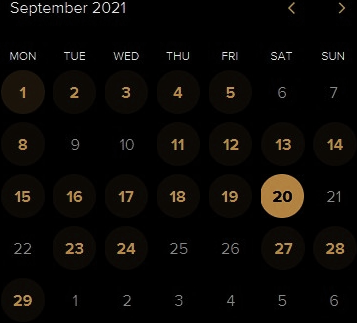 September 2021
MON TUE WED THU FRI SAT SUN
1 2 3 4 5 6 7
8 9 10 11 12 13 14
15 16 17 18 19 20 21
22 23 24 25 26 27 28
29 1 2 3 4 5 6